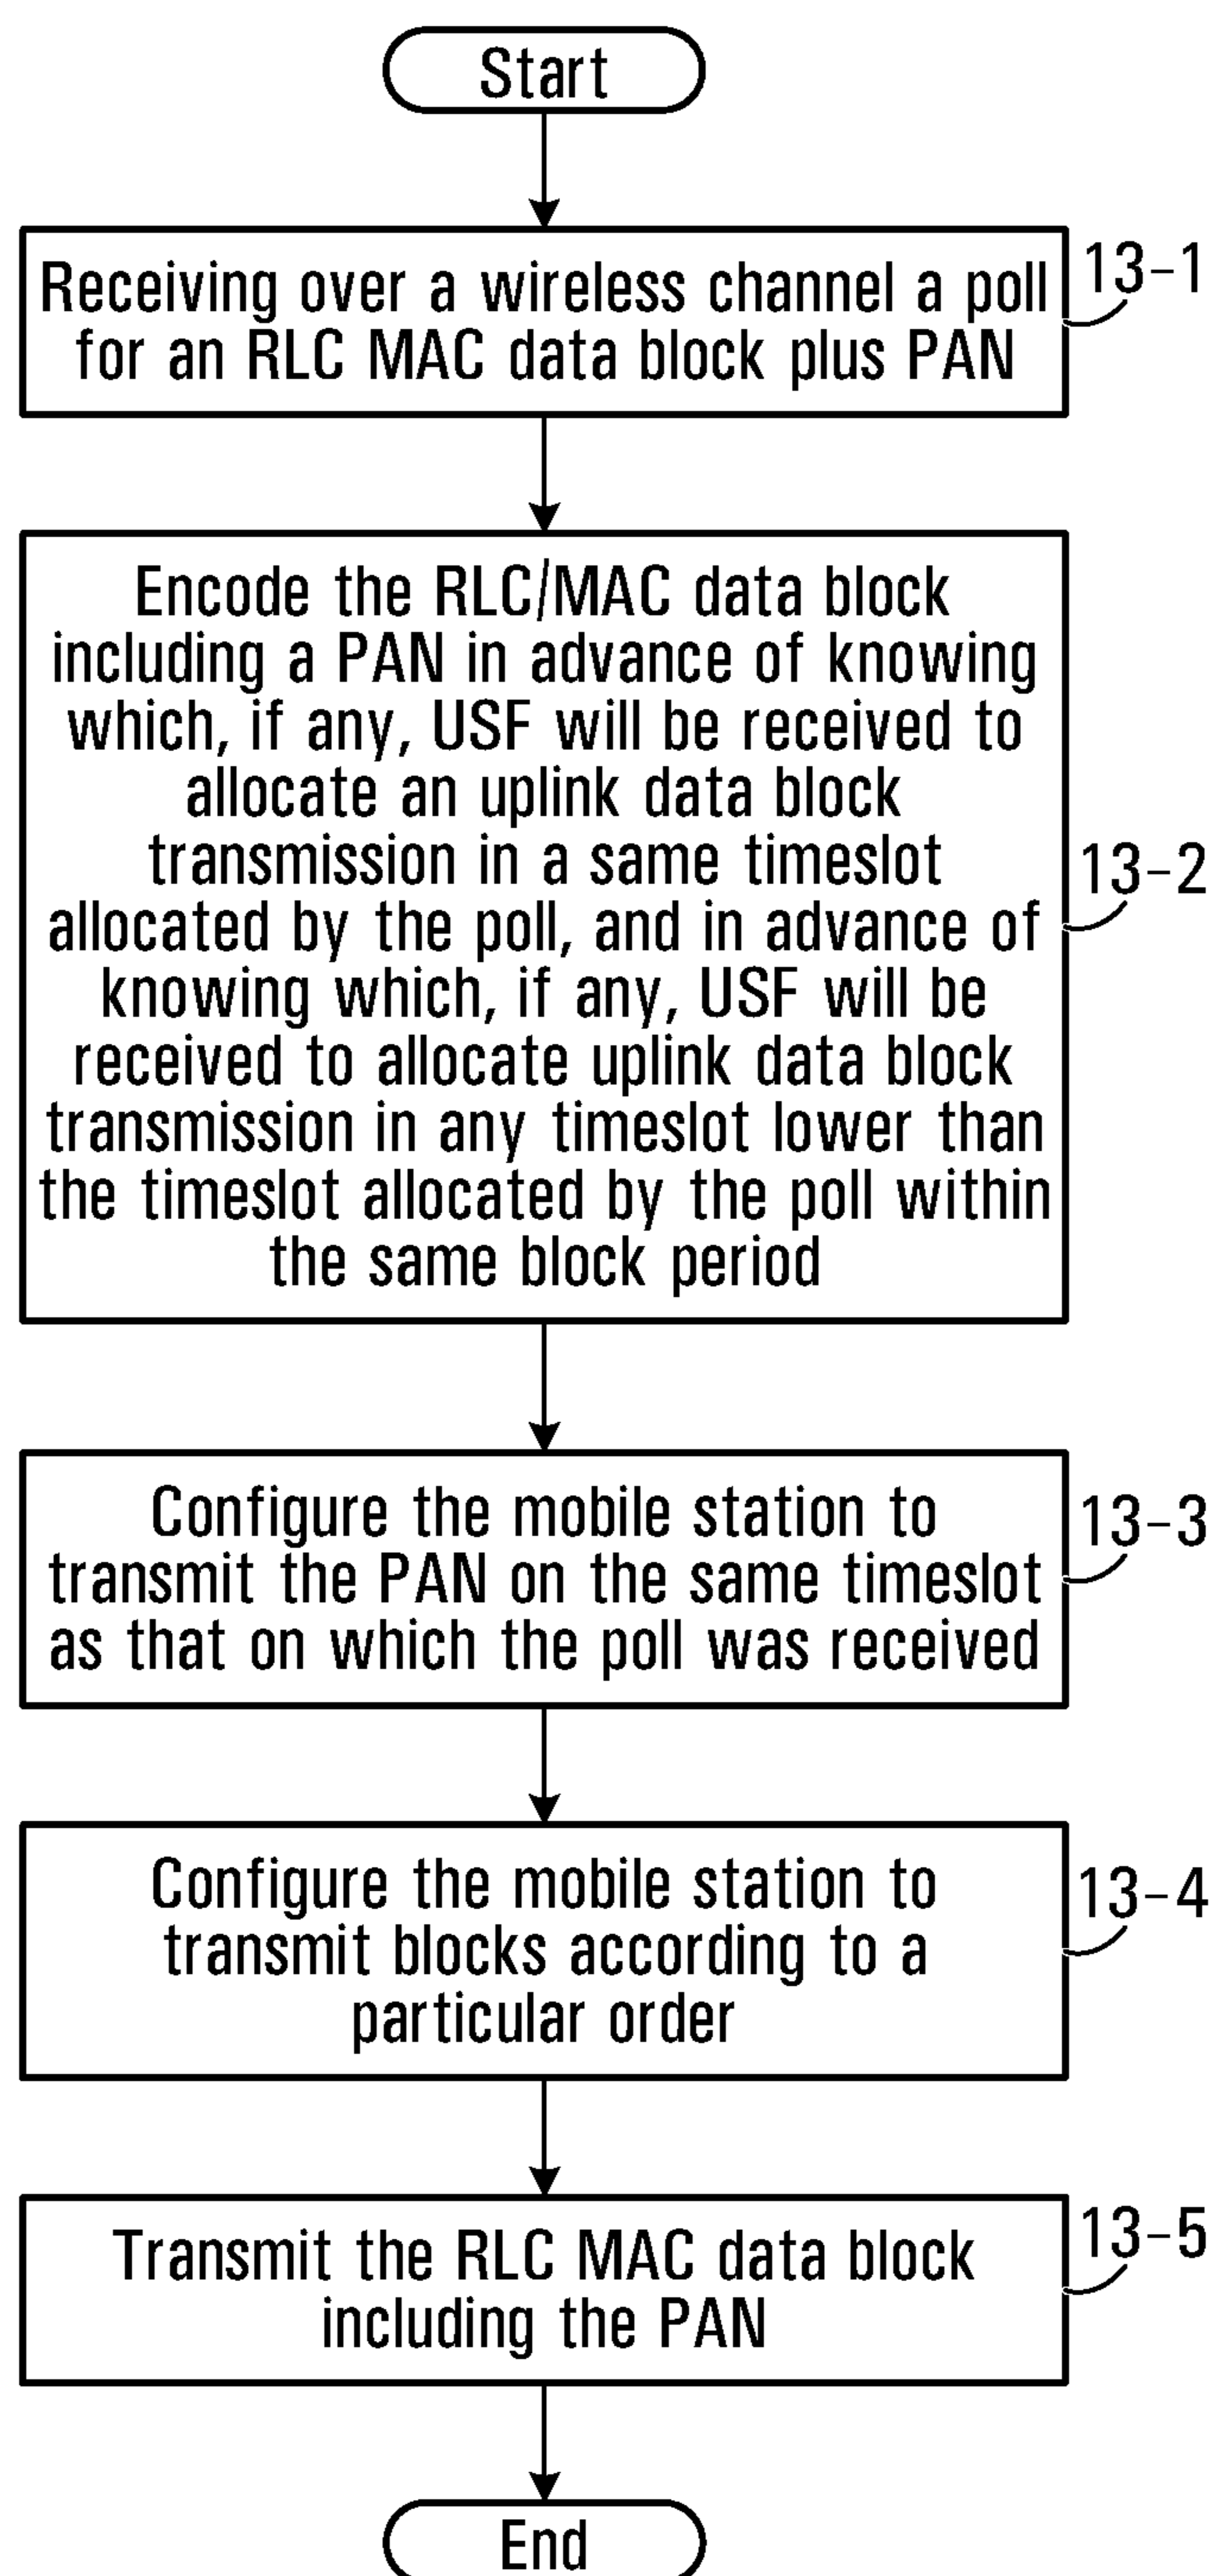 Start
Receiving over a wireless channel a poll
for an RLC MAC data block plus PAN
13-1
Encode the RLC/MAC data block
including a PAN in advance of knowing
which, if any, USF will be received to
allocate an uplink data block
transmission in a same timeslot
allocated by the poll, and in advance of
knowing which, if any, USF will be
received to allocate uplink data block
transmission in any timeslot lower than
the timeslot allocated by the poll within
the same block period
13-2
Configure the mobile station to
transmit the PAN on the same timeslot
as that on which the poll was received
13-3
Configure the mobile station to
transmit blocks according to a
particular order
13-4
Transmit the RLC MAC data block
including the PAN
13-5
End